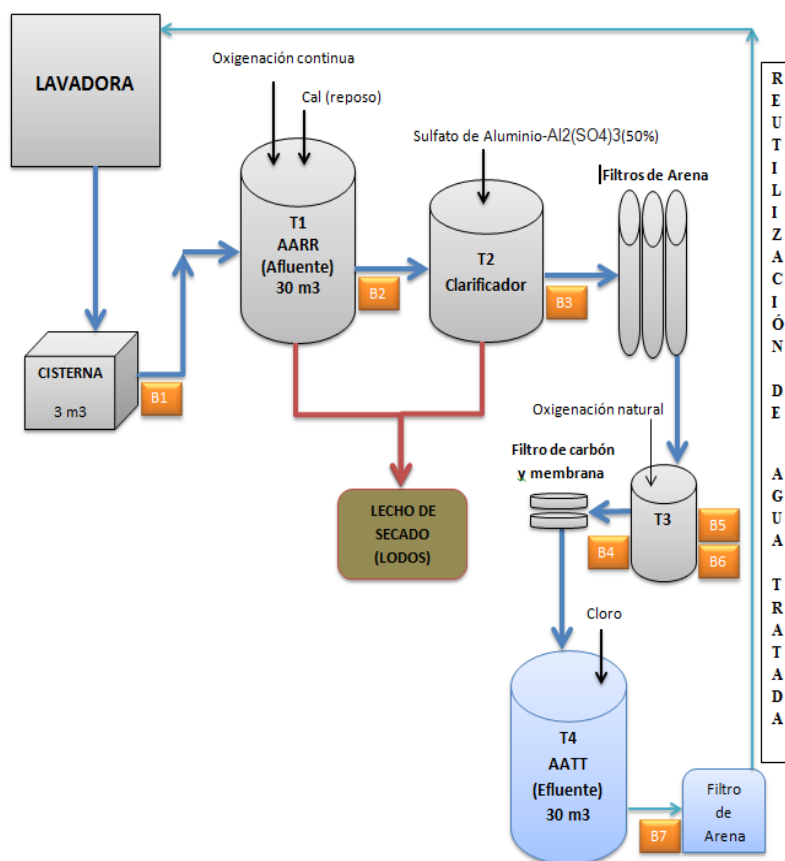 LAVADORA
Oxigenación continua
Cal (reposo)
T1
AARR
(Afluente)
30 m3
Sulfato de Aluminio-Al2(SO4)3(50%)
T2
Clarificador
Filtros de Arena
B2
B3
CISTERNA
3 m3
B1
Oxigenación natural
Filtro de carbón
y membrana
T3
B5
B4
B6
LECHO DE
SECADO
(LODOS)
Cloro
T4
AATT
(Efluente)
30 m3
B7
Filtro
de
Arena
REUTILIZACIÓN DE AGUA TRATADA